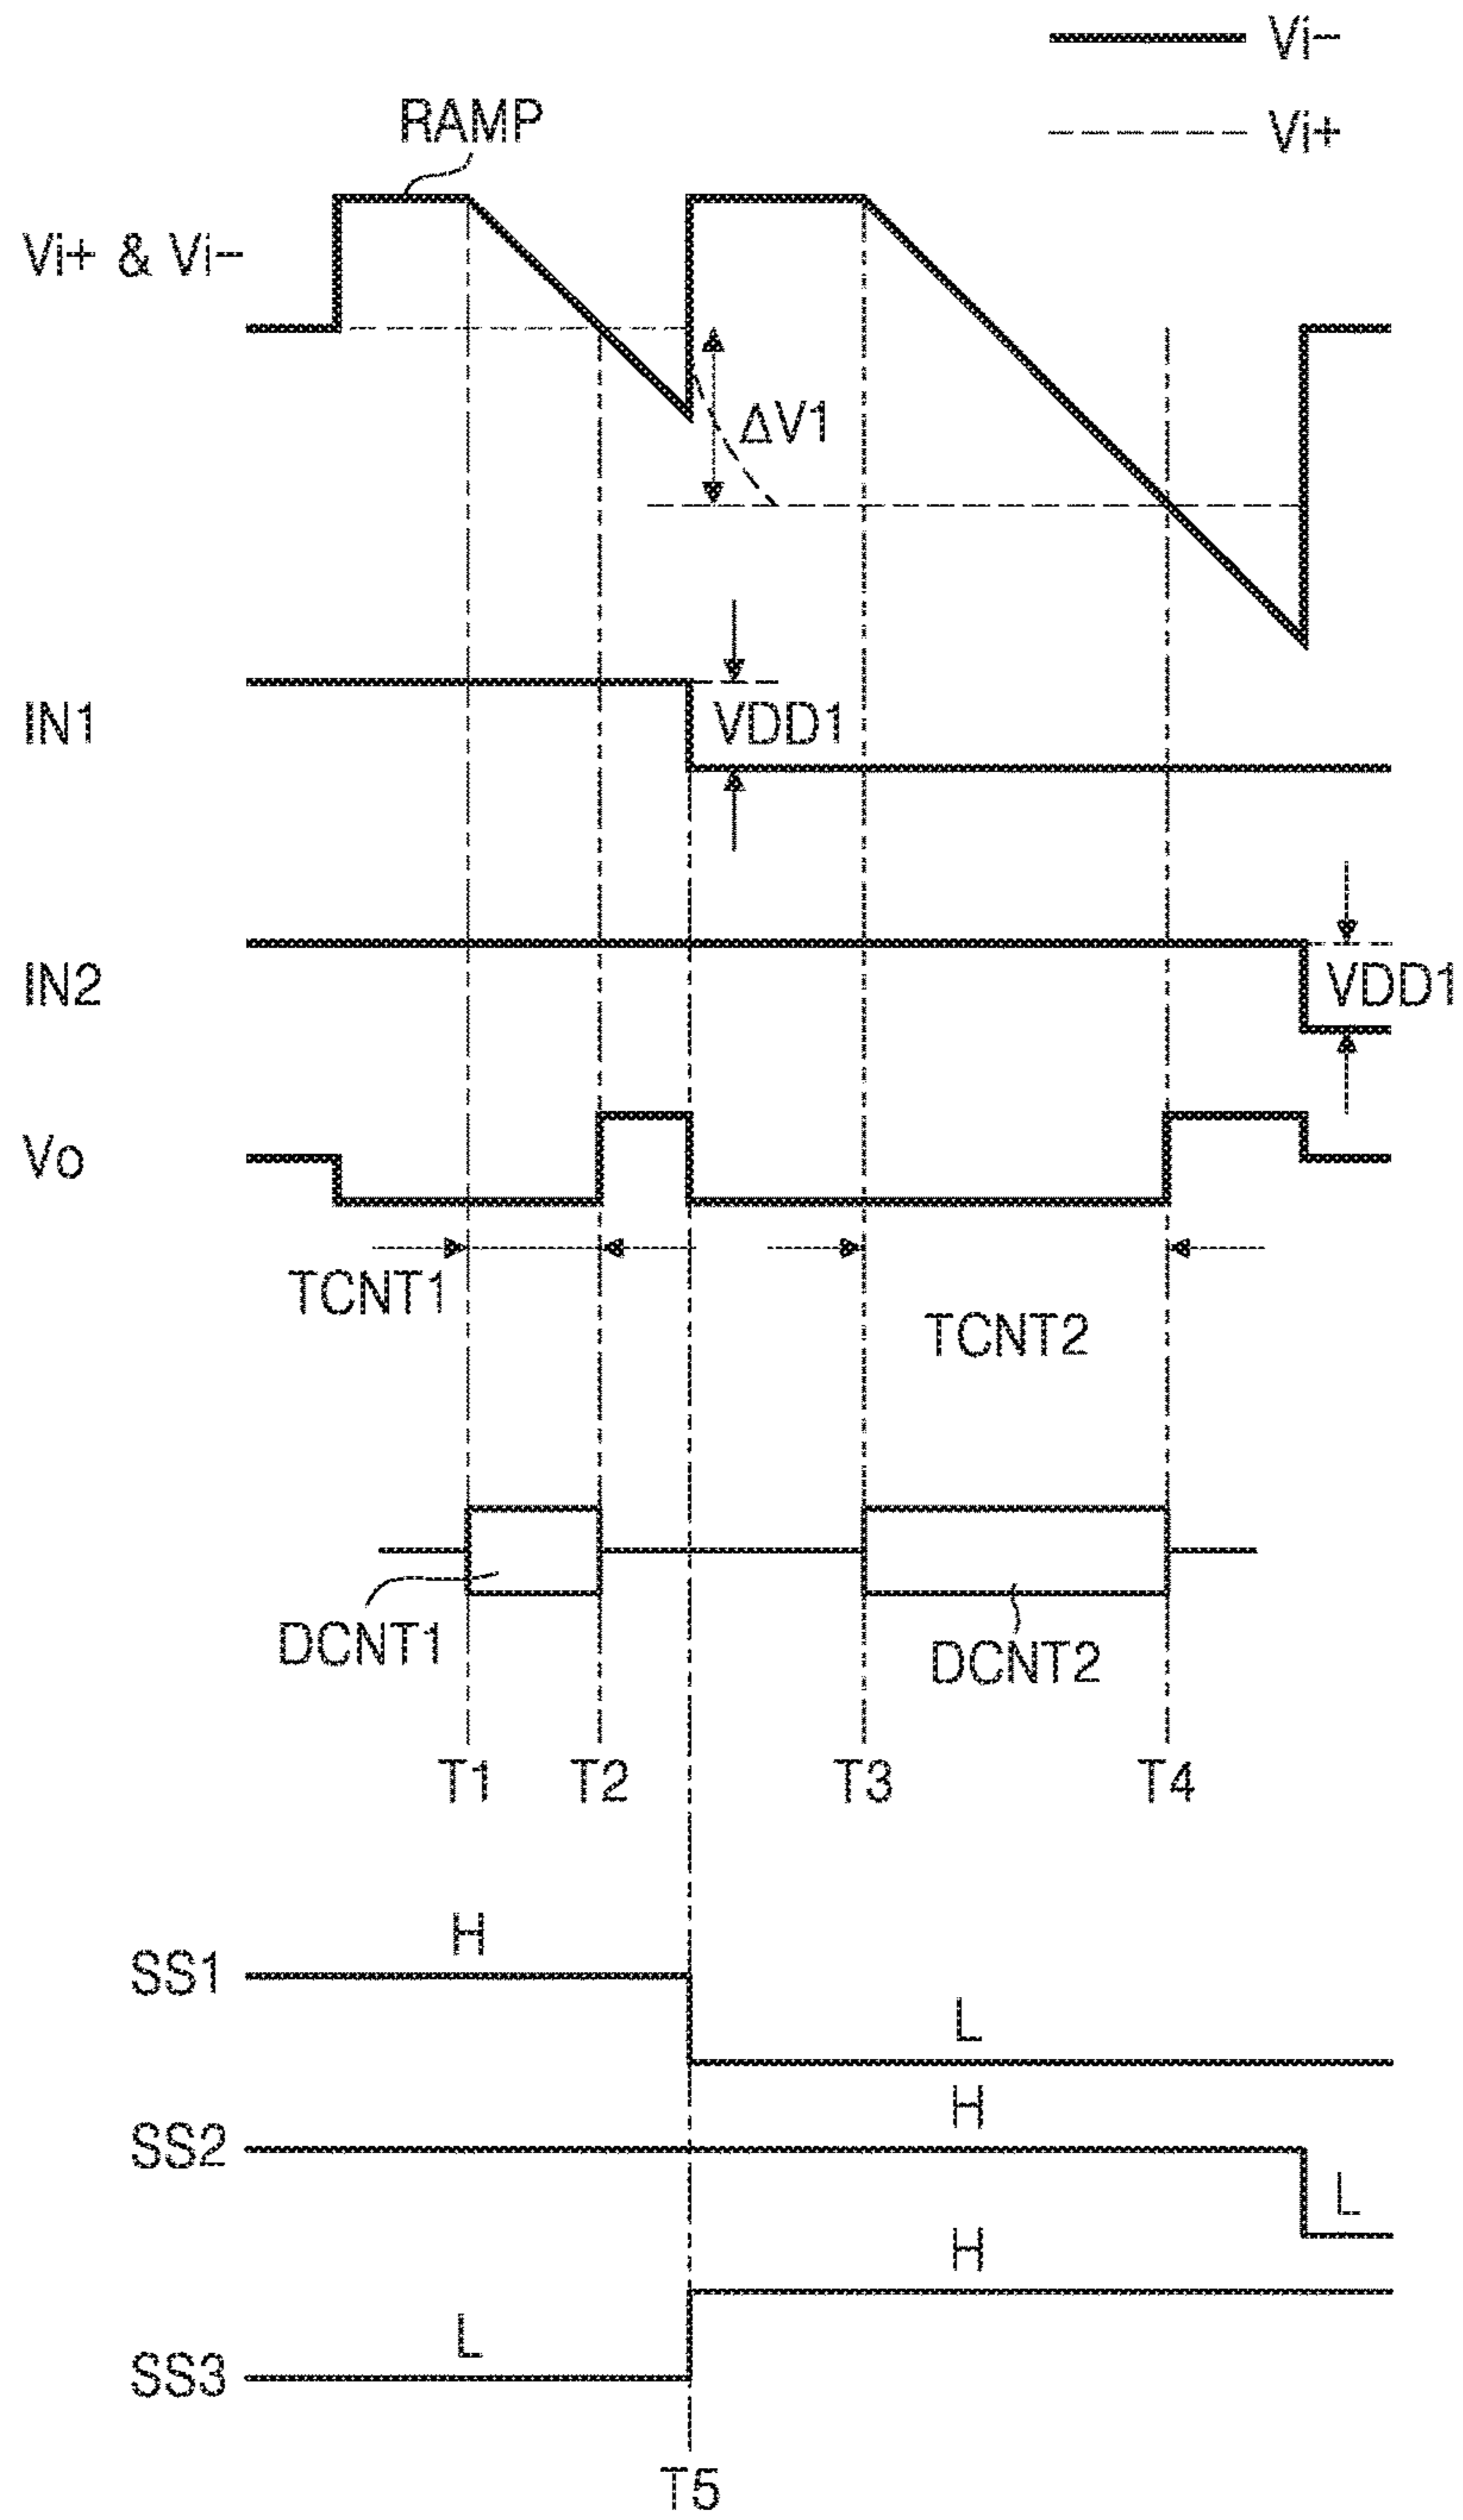 Vi−
RAMP
Vi+
Vi+ & Vi−
ΔV1
IN1
VDD1
IN2
VDD1
Vo
TCNT1
TCNT2
DCNT1
DCNT2
T1 T2 T3 T4
H
SS1
L
H
SS2
L
H
L
SS3
T5